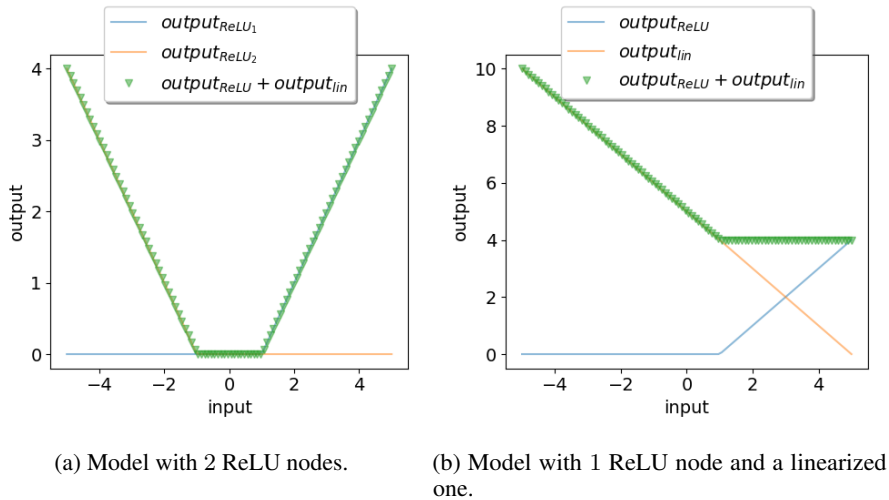 output_ReLU₁
output_ReLU₂
output_ReLU + output_lin
4
3
2
1
0
output
−4 −2 0 2 4
input
(a) Model with 2 ReLU nodes.
output_ReLU
output_lin
output_ReLU + output_lin
10
8
6
4
2
0
output
−4 −2 0 2 4
input
(b) Model with 1 ReLU node and a linearized
one.